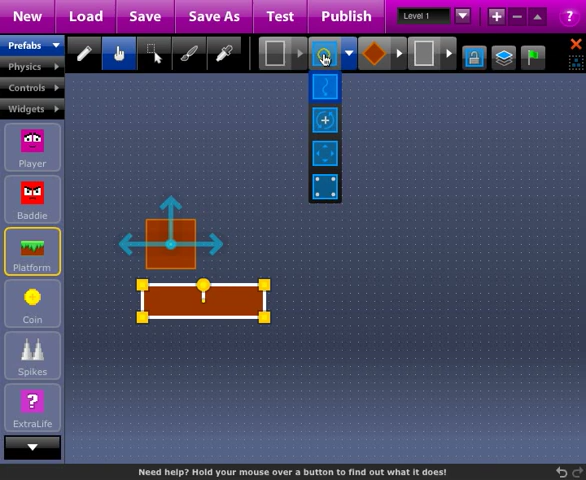 New Load Save Save As Test Publish Level 1 + − ?
Prefabs
Physics
Controls
Widgets
Player
Baddie
Platform
Coin
Spikes
?
ExtraLife
Need help? Hold your mouse over a button to find out what it does!